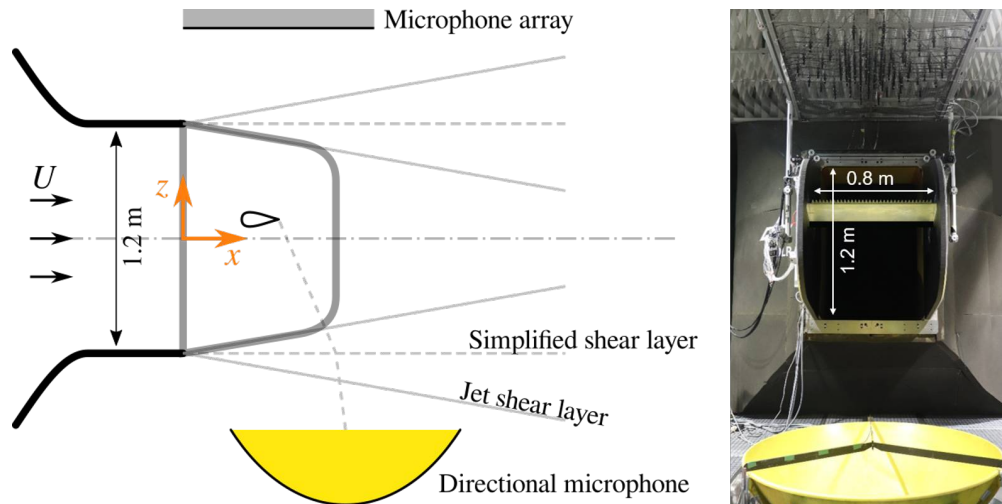 Microphone array
U
1.2 m
z
x
Simplified shear layer
Jet shear layer
Directional microphone
0.8 m
1.2 m